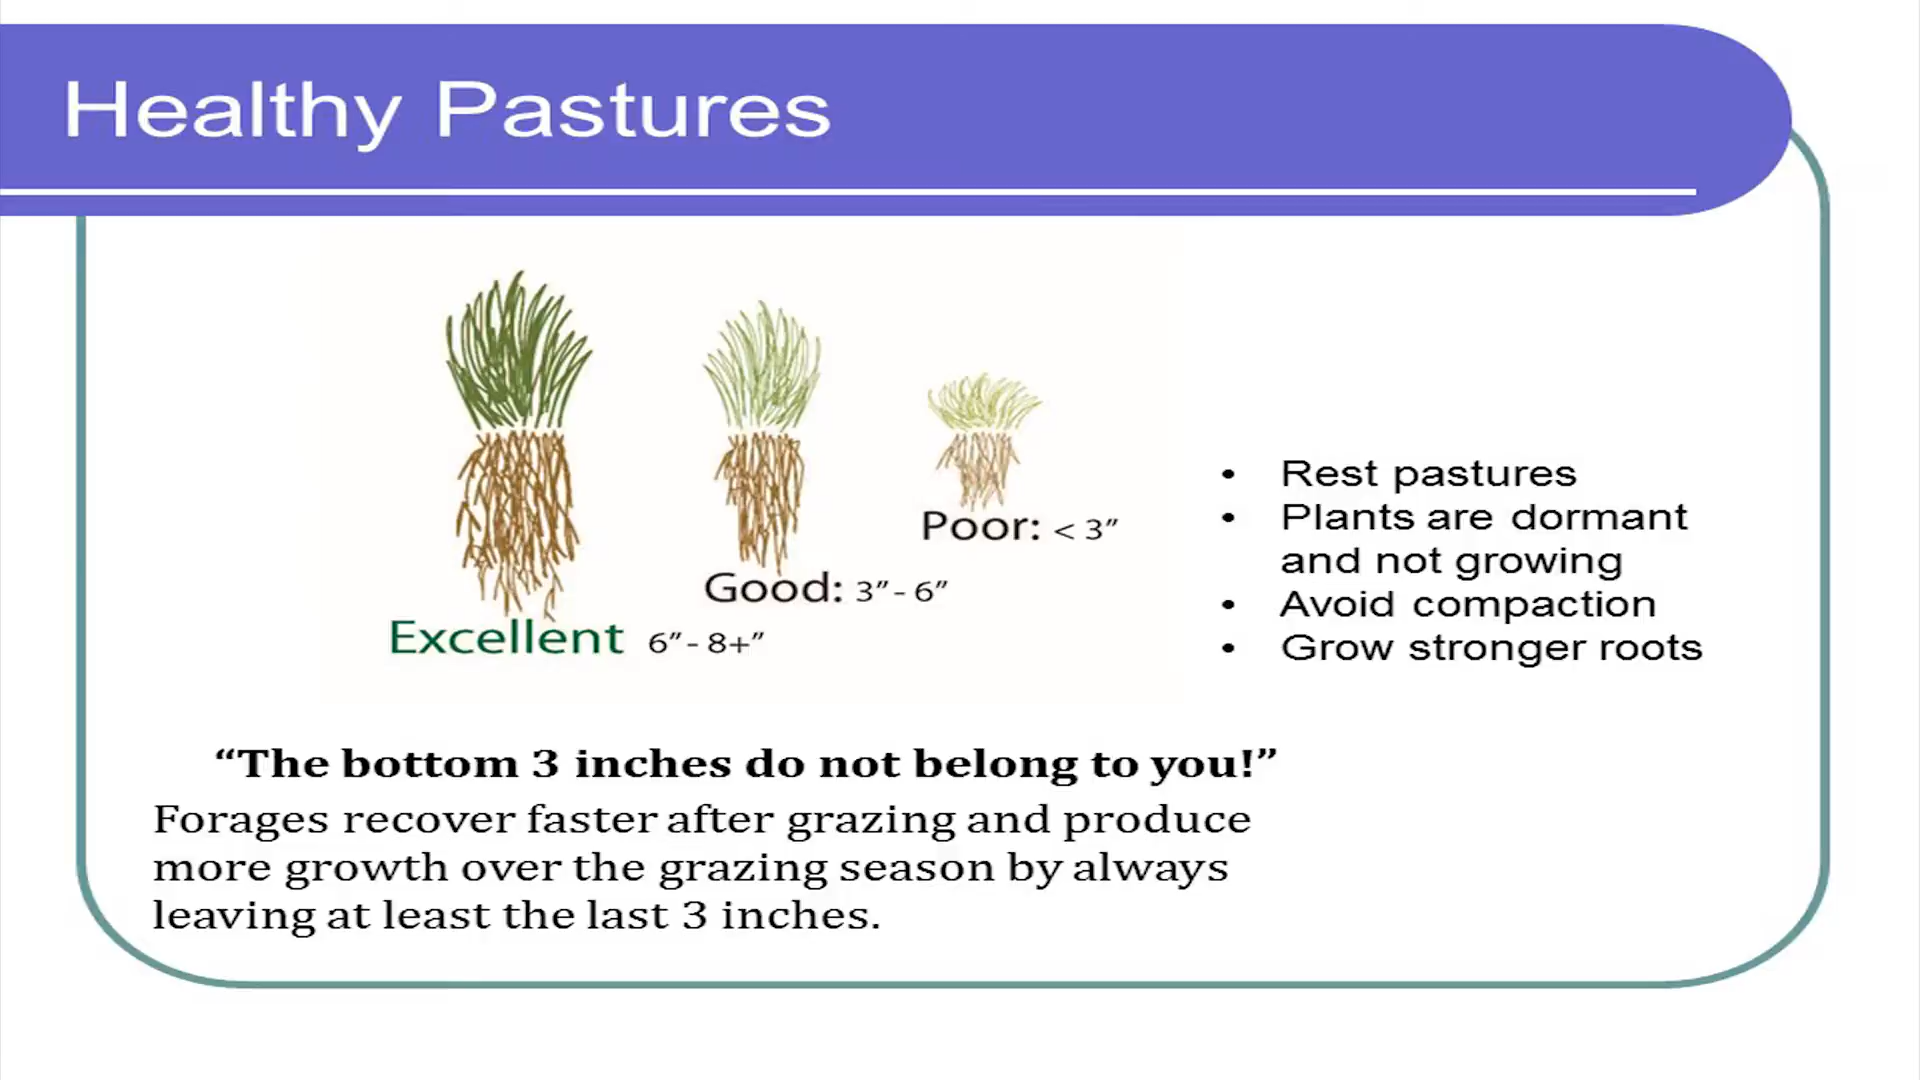 Healthy Pastures
Poor: < 3”
Good: 3”- 6”
Excellent 6”- 8+”
• Rest pastures
• Plants are dormant
and not growing
• Avoid compaction
• Grow stronger roots
“The bottom 3 inches do not belong to you!”
Forages recover faster after grazing and produce
more growth over the grazing season by always
leaving at least the last 3 inches.